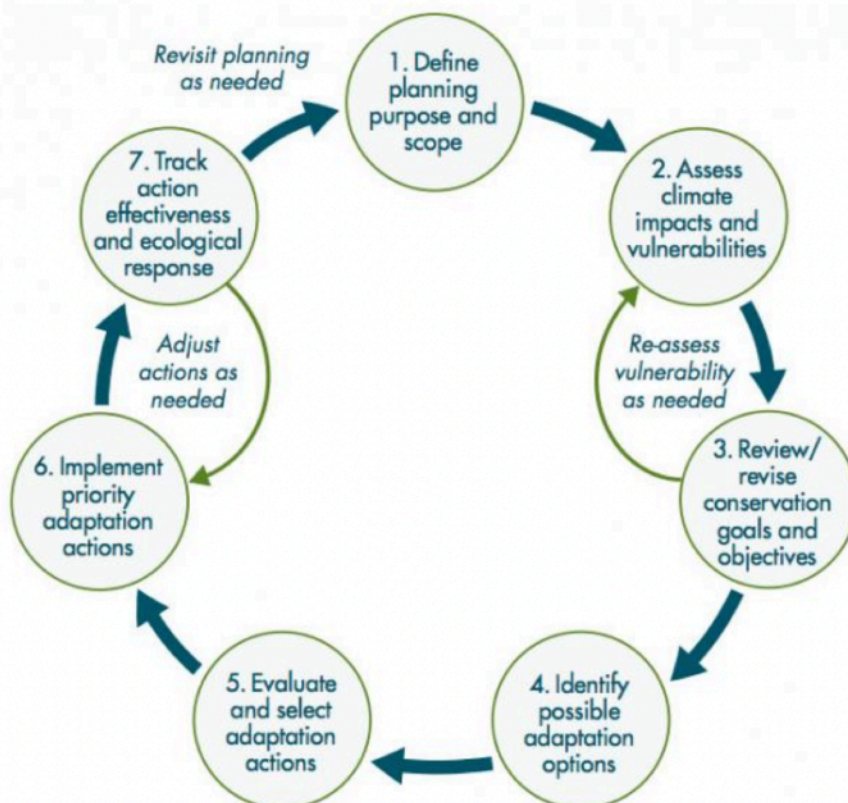 Revisit planning
as needed
1. Define
planning
purpose and
scope
2. Assess
climate
impacts and
vulnerabilities
Re-assess
vulnerability
as needed
3. Review/
revise
conservation
goals and
objectives
4. Identify
possible
adaptation
options
5. Evaluate
and select
adaptation
actions
6. Implement
priority
adaptation
actions
7. Track
action
effectiveness
and ecological
response
Adjust
actions as
needed